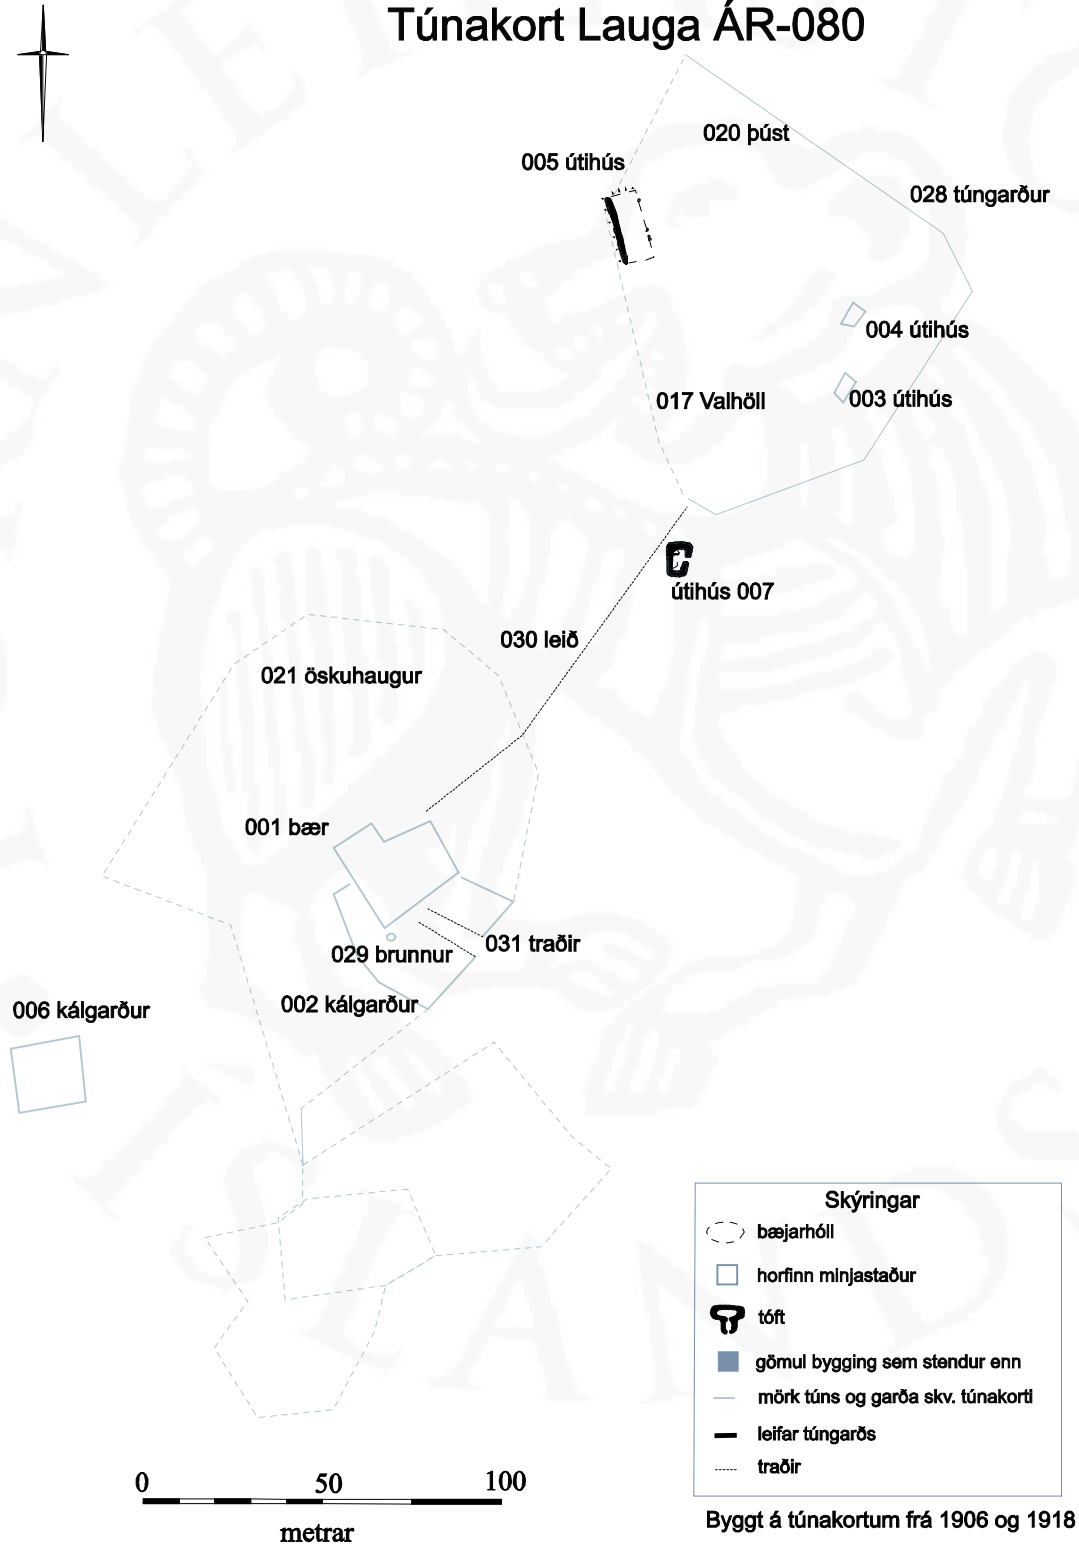 Túnakort Lauga ÁR-080
020 þúst
005 útihús
028 túngarður
004 útihús
003 útihús
017 Valhöll
útihús 007
030 leið
021 öskuhaugur
001 bær
031 traðir
029 brunnur
002 kálgarður
006 kálgarður
Skýringar
bæjarhóll
horfinn minjastaður
tóft
gömul bygging sem stendur enn
mörk túns og garða skv. túnakorti
leifar túngarðs
traðir
0 50 100
metrar
Byggt á túnakortum frá 1906 og 1918